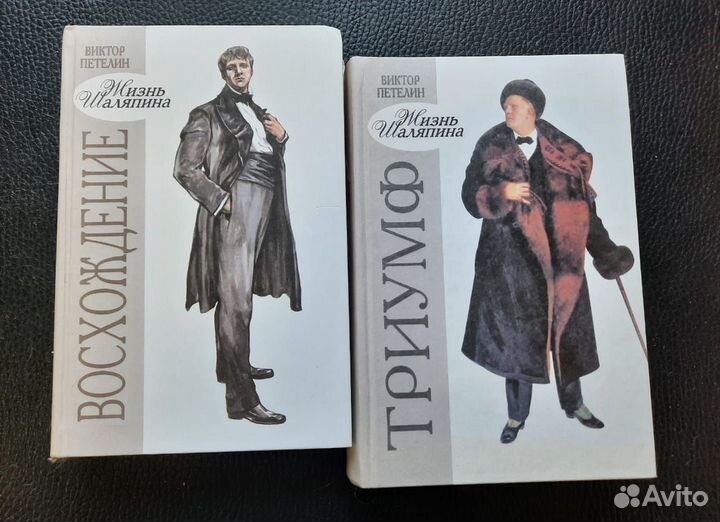 ВИКТОР
ПЕТЕЛИН
Жизнь
Шаляпина
ВОСХОЖДЕНИЕ
ВИКТОР
ПЕТЕЛИН
Жизнь
Шаляпина
ТРИУМФ
Avito